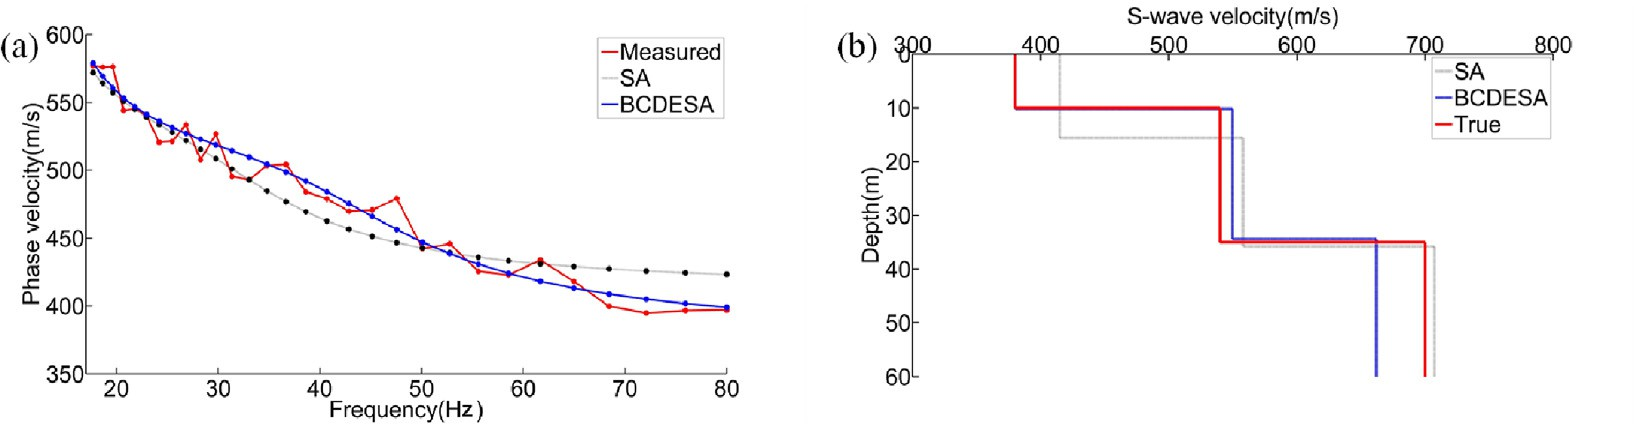 (a)
600
550
500
450
400
350
Phase velocity(m/s)
Measured
SA
BCDESA
20 30 40 50 60 70 80
Frequency(Hz)
(b)
S-wave velocity(m/s)
300 400 500 600 700 800
0
10
20
30
40
50
60
Depth(m)
SA
BCDESA
True